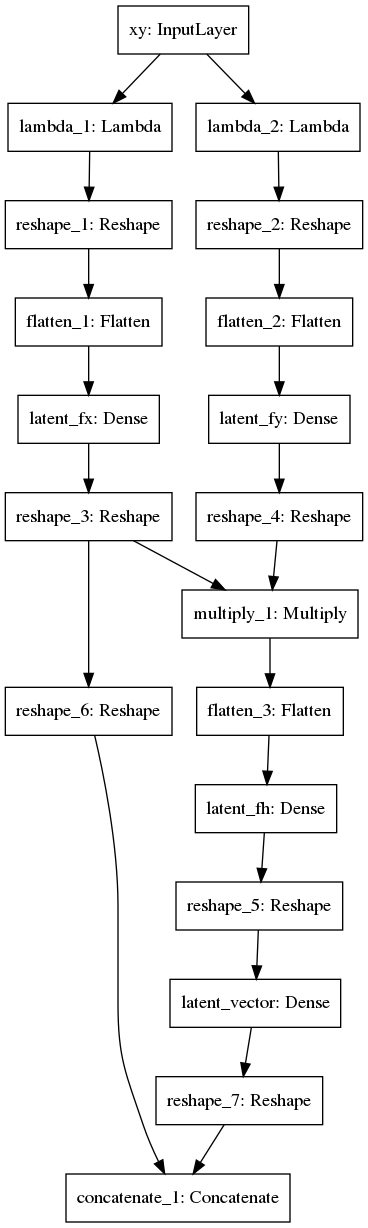 xy: InputLayer
lambda_1: Lambda
lambda_2: Lambda
reshape_1: Reshape
reshape_2: Reshape
flatten_1: Flatten
flatten_2: Flatten
latent_fx: Dense
latent_fy: Dense
reshape_3: Reshape
reshape_4: Reshape
multiply_1: Multiply
reshape_6: Reshape
flatten_3: Flatten
latent_fh: Dense
reshape_5: Reshape
latent_vector: Dense
reshape_7: Reshape
concatenate_1: Concatenate